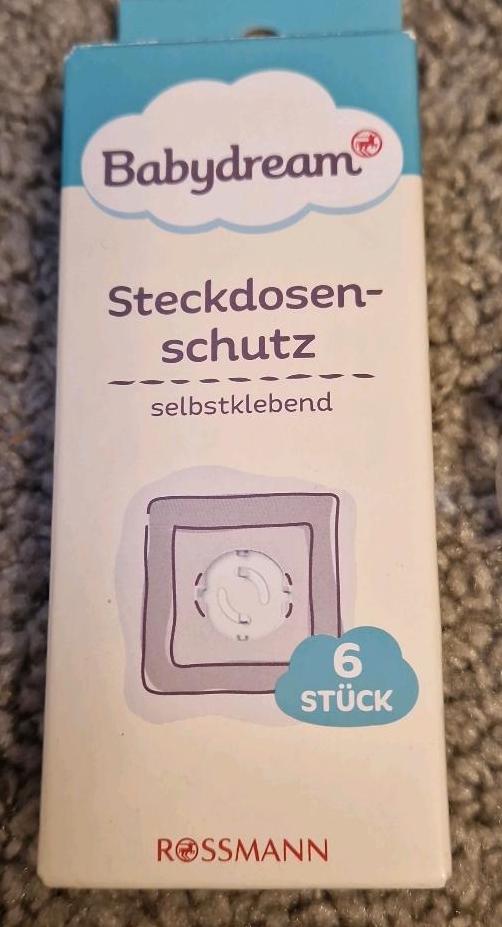 Babydream
Steckdosen-
schutz
selbstklebend
6
STÜCK
ROSSMANN